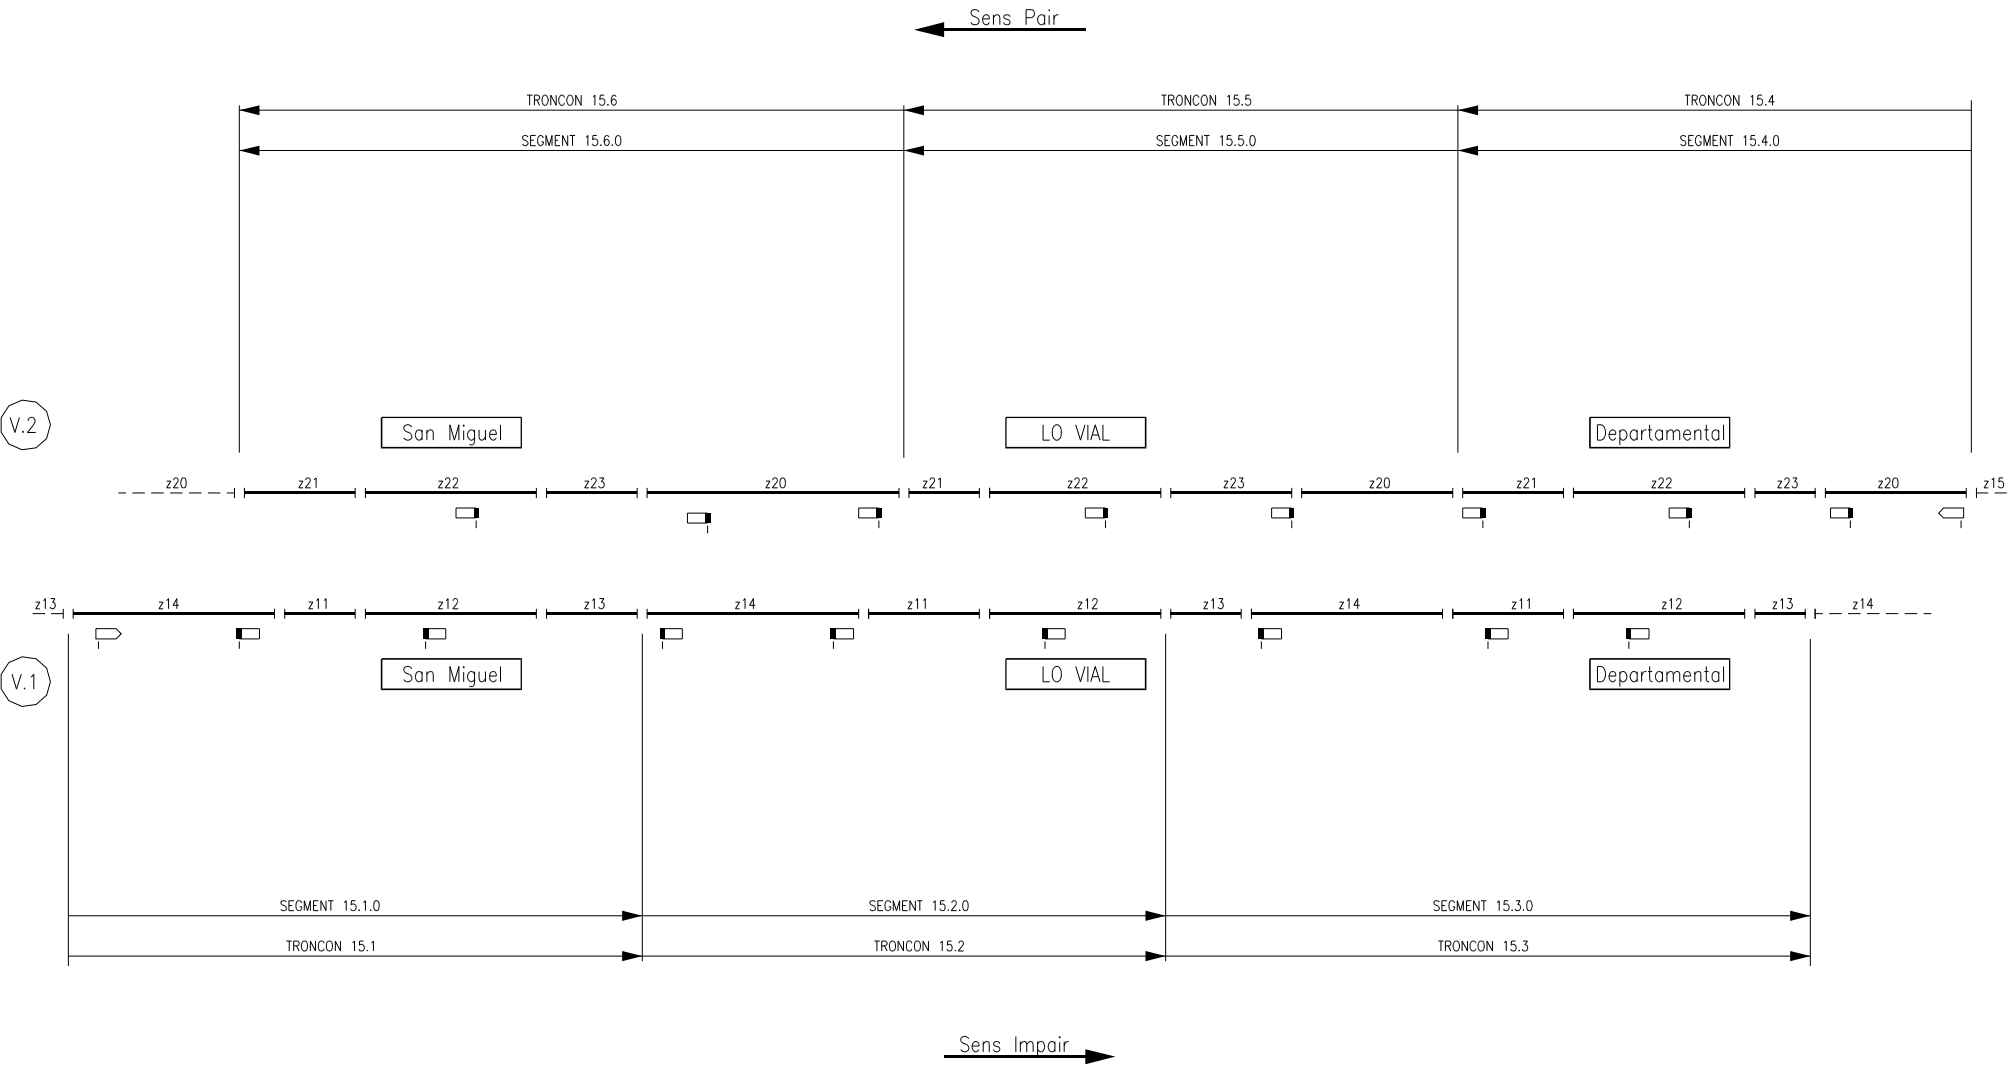 Sens Pair
TRONCON 15.6 TRONCON 15.5 TRONCON 15.4
SEGMENT 15.6.0 SEGMENT 15.5.0 SEGMENT 15.4.0
V.2 San Miguel LO VIAL Departamental
z20 z21 z22 z23 z20 z21 z22 z23 z20 z21 z22 z23 z20 z15
z13 z14 z11 z12 z13 z14 z11 z12 z13 z14 z11 z12 z13 z14
V.1 San Miguel LO VIAL Departamental
SEGMENT 15.1.0 SEGMENT 15.2.0 SEGMENT 15.3.0
TRONCON 15.1 TRONCON 15.2 TRONCON 15.3
Sens Impair